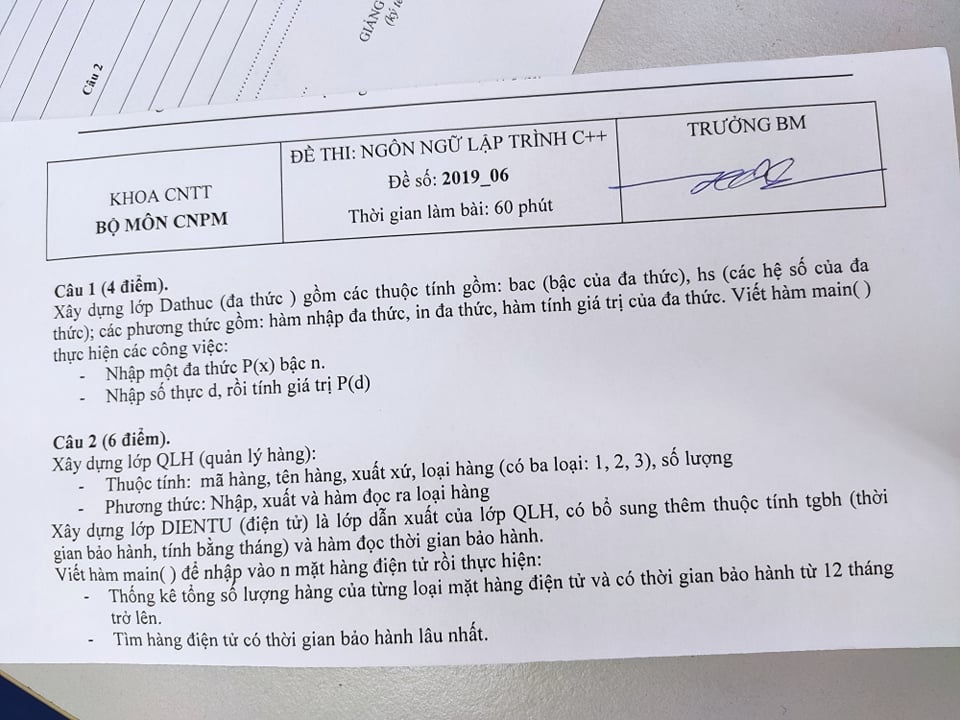 Câu 2
GIẢNG
KHOA CNTT
BỘ MÔN CNPM
ĐỀ THI: NGÔN NGỮ LẬP TRÌNH C++
Đề số: 2019_06
Thời gian làm bài: 60 phút
TRƯỞNG BM
Câu 1 (4 điểm).
Xây dựng lớp Dathuc (đa thức ) gồm các thuộc tính gồm: bac (bậc của đa thức), hs (các hệ số của đa
thức); các phương thức gồm: hàm nhập đa thức, in đa thức, hàm tính giá trị của đa thức. Viết hàm main( )
thực hiện các công việc:
- Nhập một đa thức P(x) bậc n.
- Nhập số thực d, rồi tính giá trị P(d)
Câu 2 (6 điểm).
Xây dựng lớp QLH (quản lý hàng):
- Thuộc tính: mã hàng, tên hàng, xuất xứ, loại hàng (có ba loại: 1, 2, 3), số lượng
- Phương thức: Nhập, xuất và hàm đọc ra loại hàng
Xây dựng lớp DIENTU (điện tử) là lớp dẫn xuất của lớp QLH, có bổ sung thêm thuộc tính tgbh (thời
gian bảo hành, tính bằng tháng) và hàm đọc thời gian bảo hành.
Viết hàm main( ) để nhập vào n mặt hàng điện tử rồi thực hiện:
- Thống kê tổng số lượng hàng của từng loại mặt hàng điện tử và có thời gian bảo hành từ 12 tháng
trở lên.
- Tìm hàng điện tử có thời gian bảo hành lâu nhất.